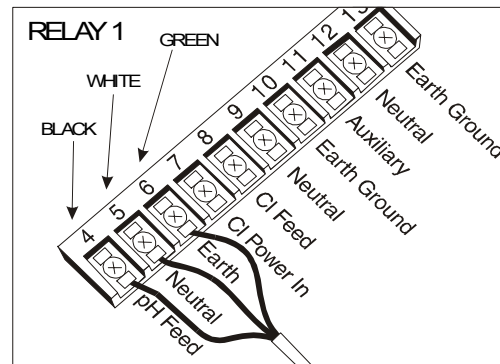 RELAY 1
GREEN
WHITE
BLACK
4
5
6
7
8
9
10
11
12
13
pH Feed
Neutral
Earth
Cl Power In
Cl Feed
Neutral
Earth Ground
Auxiliary
Neutral
Earth Ground